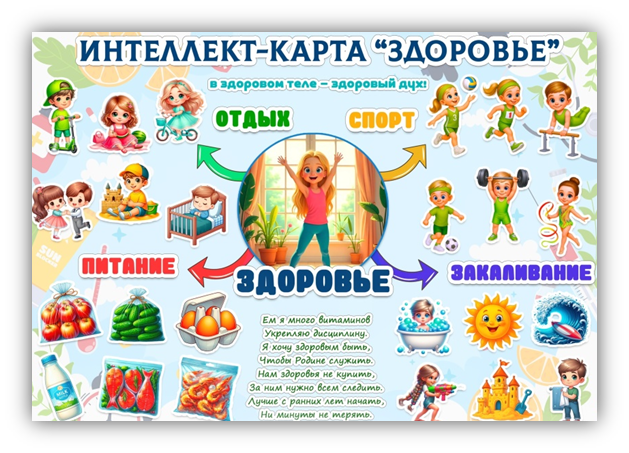 ИНТЕЛЛЕКТ-КАРТА “ЗДОРОВЬЕ”
в здоровом теле – здоровый дух!
ОТДЫХ
СПОРТ
ПИТАНИЕ
ЗАКАЛИВАНИЕ
ЗДОРОВЬЕ
Ем я много витаминов
Укрепляю дисциплину.
Я хочу здоровым быть,
Чтобы Родине служить.
Нам здоровья не купить,
За ним нужно всем следить.
Лучше с ранних лет начать,
Ни минуты не терять.